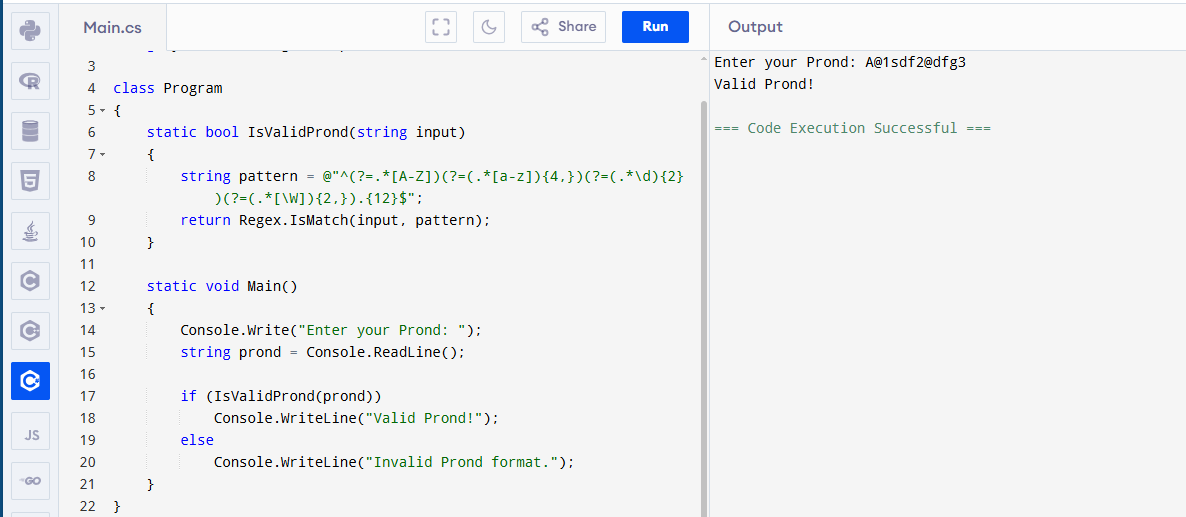 Main.cs
Share
Run
Output
3
4 class Program
5 {
6 static bool IsValidPrond(string input)
7 {
8 string pattern = @"^(?=.*[A-Z])(?=(.*[a-z]){4,})(?=(.*\d){2}
)(?=(.*[\W]){2,}).{12}$";
9 return Regex.IsMatch(input, pattern);
10 }
11
12 static void Main()
13 {
14 Console.Write("Enter your Prond: ");
15 string prond = Console.ReadLine();
16
17 if (IsValidPrond(prond))
18 Console.WriteLine("Valid Prond!");
19 else
20 Console.WriteLine("Invalid Prond format.");
21 }
22 }
Enter your Prond: A@1sdf2@dfg3
Valid Prond!
=== Code Execution Successful ===
R
5
C
C
C
JS
GO